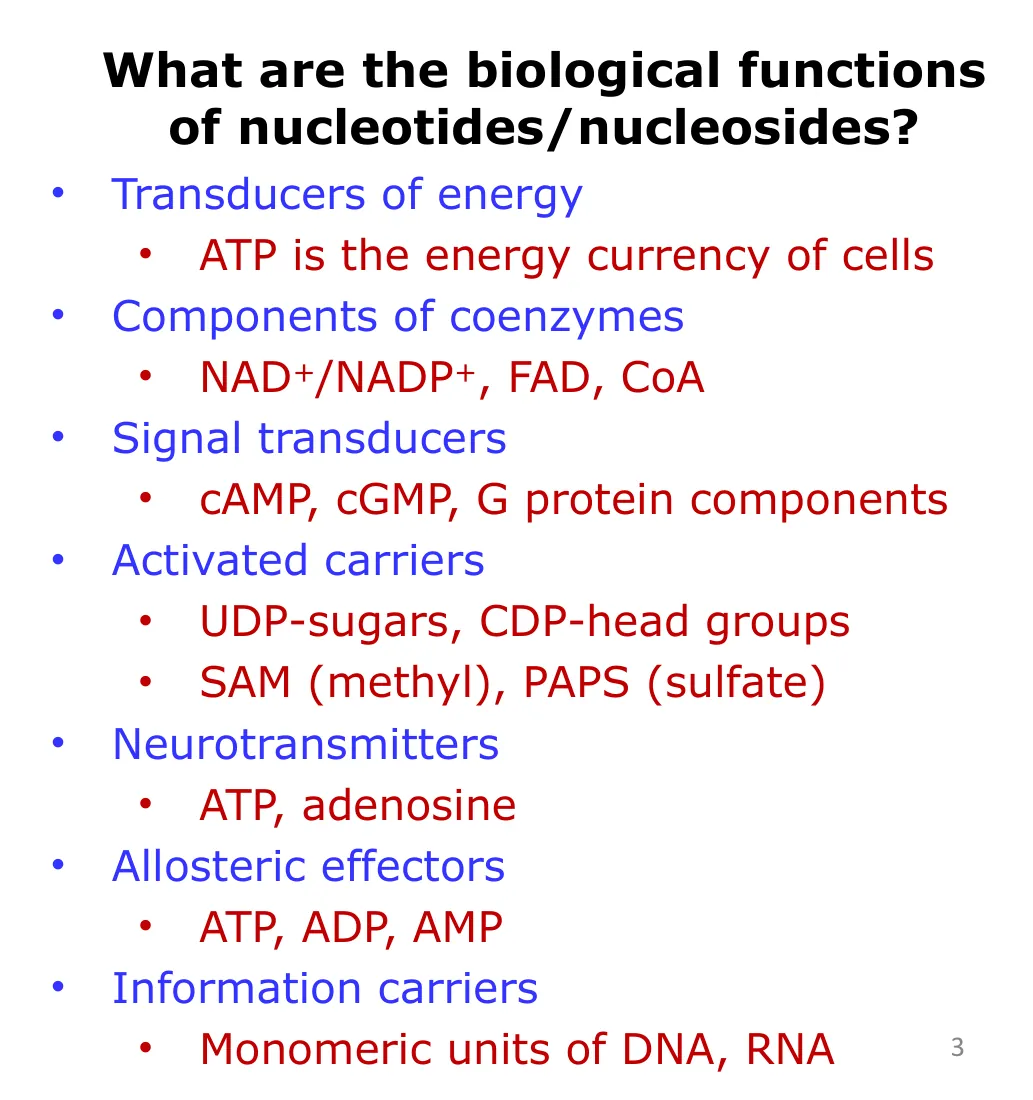 What are the biological functions
of nucleotides/nucleosides?
• Transducers of energy
• ATP is the energy currency of cells
• Components of coenzymes
• NAD⁺/NADP⁺, FAD, CoA
• Signal transducers
• cAMP, cGMP, G protein components
• Activated carriers
• UDP-sugars, CDP-head groups
• SAM (methyl), PAPS (sulfate)
• Neurotransmitters
• ATP, adenosine
• Allosteric effectors
• ATP, ADP, AMP
• Information carriers
• Monomeric units of DNA, RNA
3